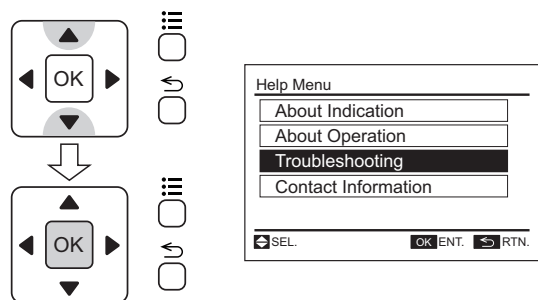 OK
OK
Help Menu
About Indication
About Operation
Troubleshooting
Contact Information
SEL. OK ENT. RTN.